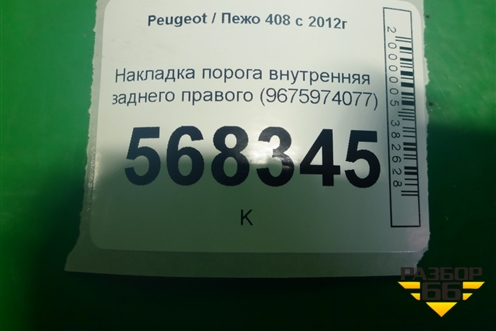 Peugeot / Пежо 408 с 2012г
Накладка порога внутренняя
заднего правого (9675974077)
568345
К
2000005382628
РАЗБОР
66